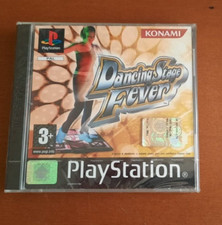 PlayStation
KONAMI
Dancing Stage
Fever
3+
PlayStation